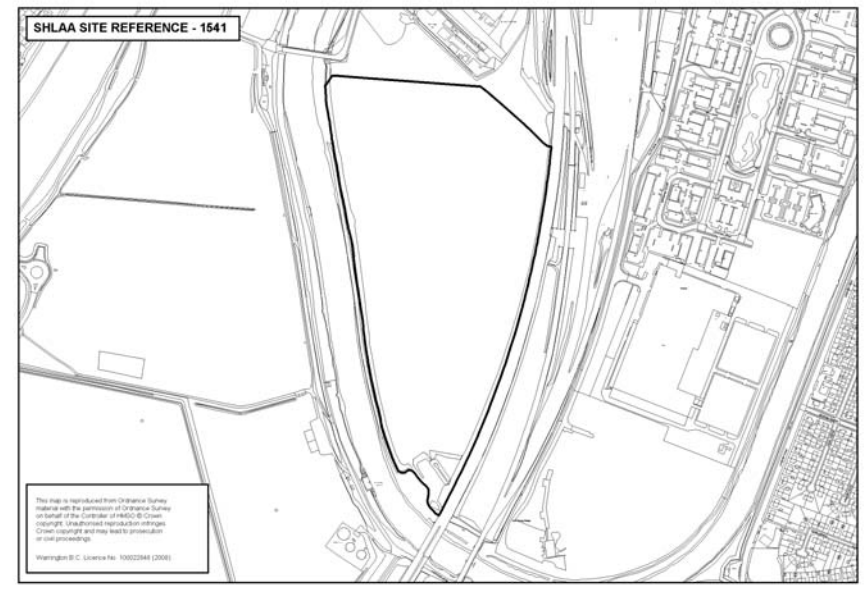 SHLAA SITE REFERENCE - 1541
This map is reproduced from Ordnance Survey
material with the permission of Ordnance Survey
on behalf of the Controller of HMSO © Crown
copyright. Unauthorised reproduction infringes
Crown copyright and may lead to prosecution
or civil proceedings.
Warrington B.C. Licence No. 100022848 (2008)